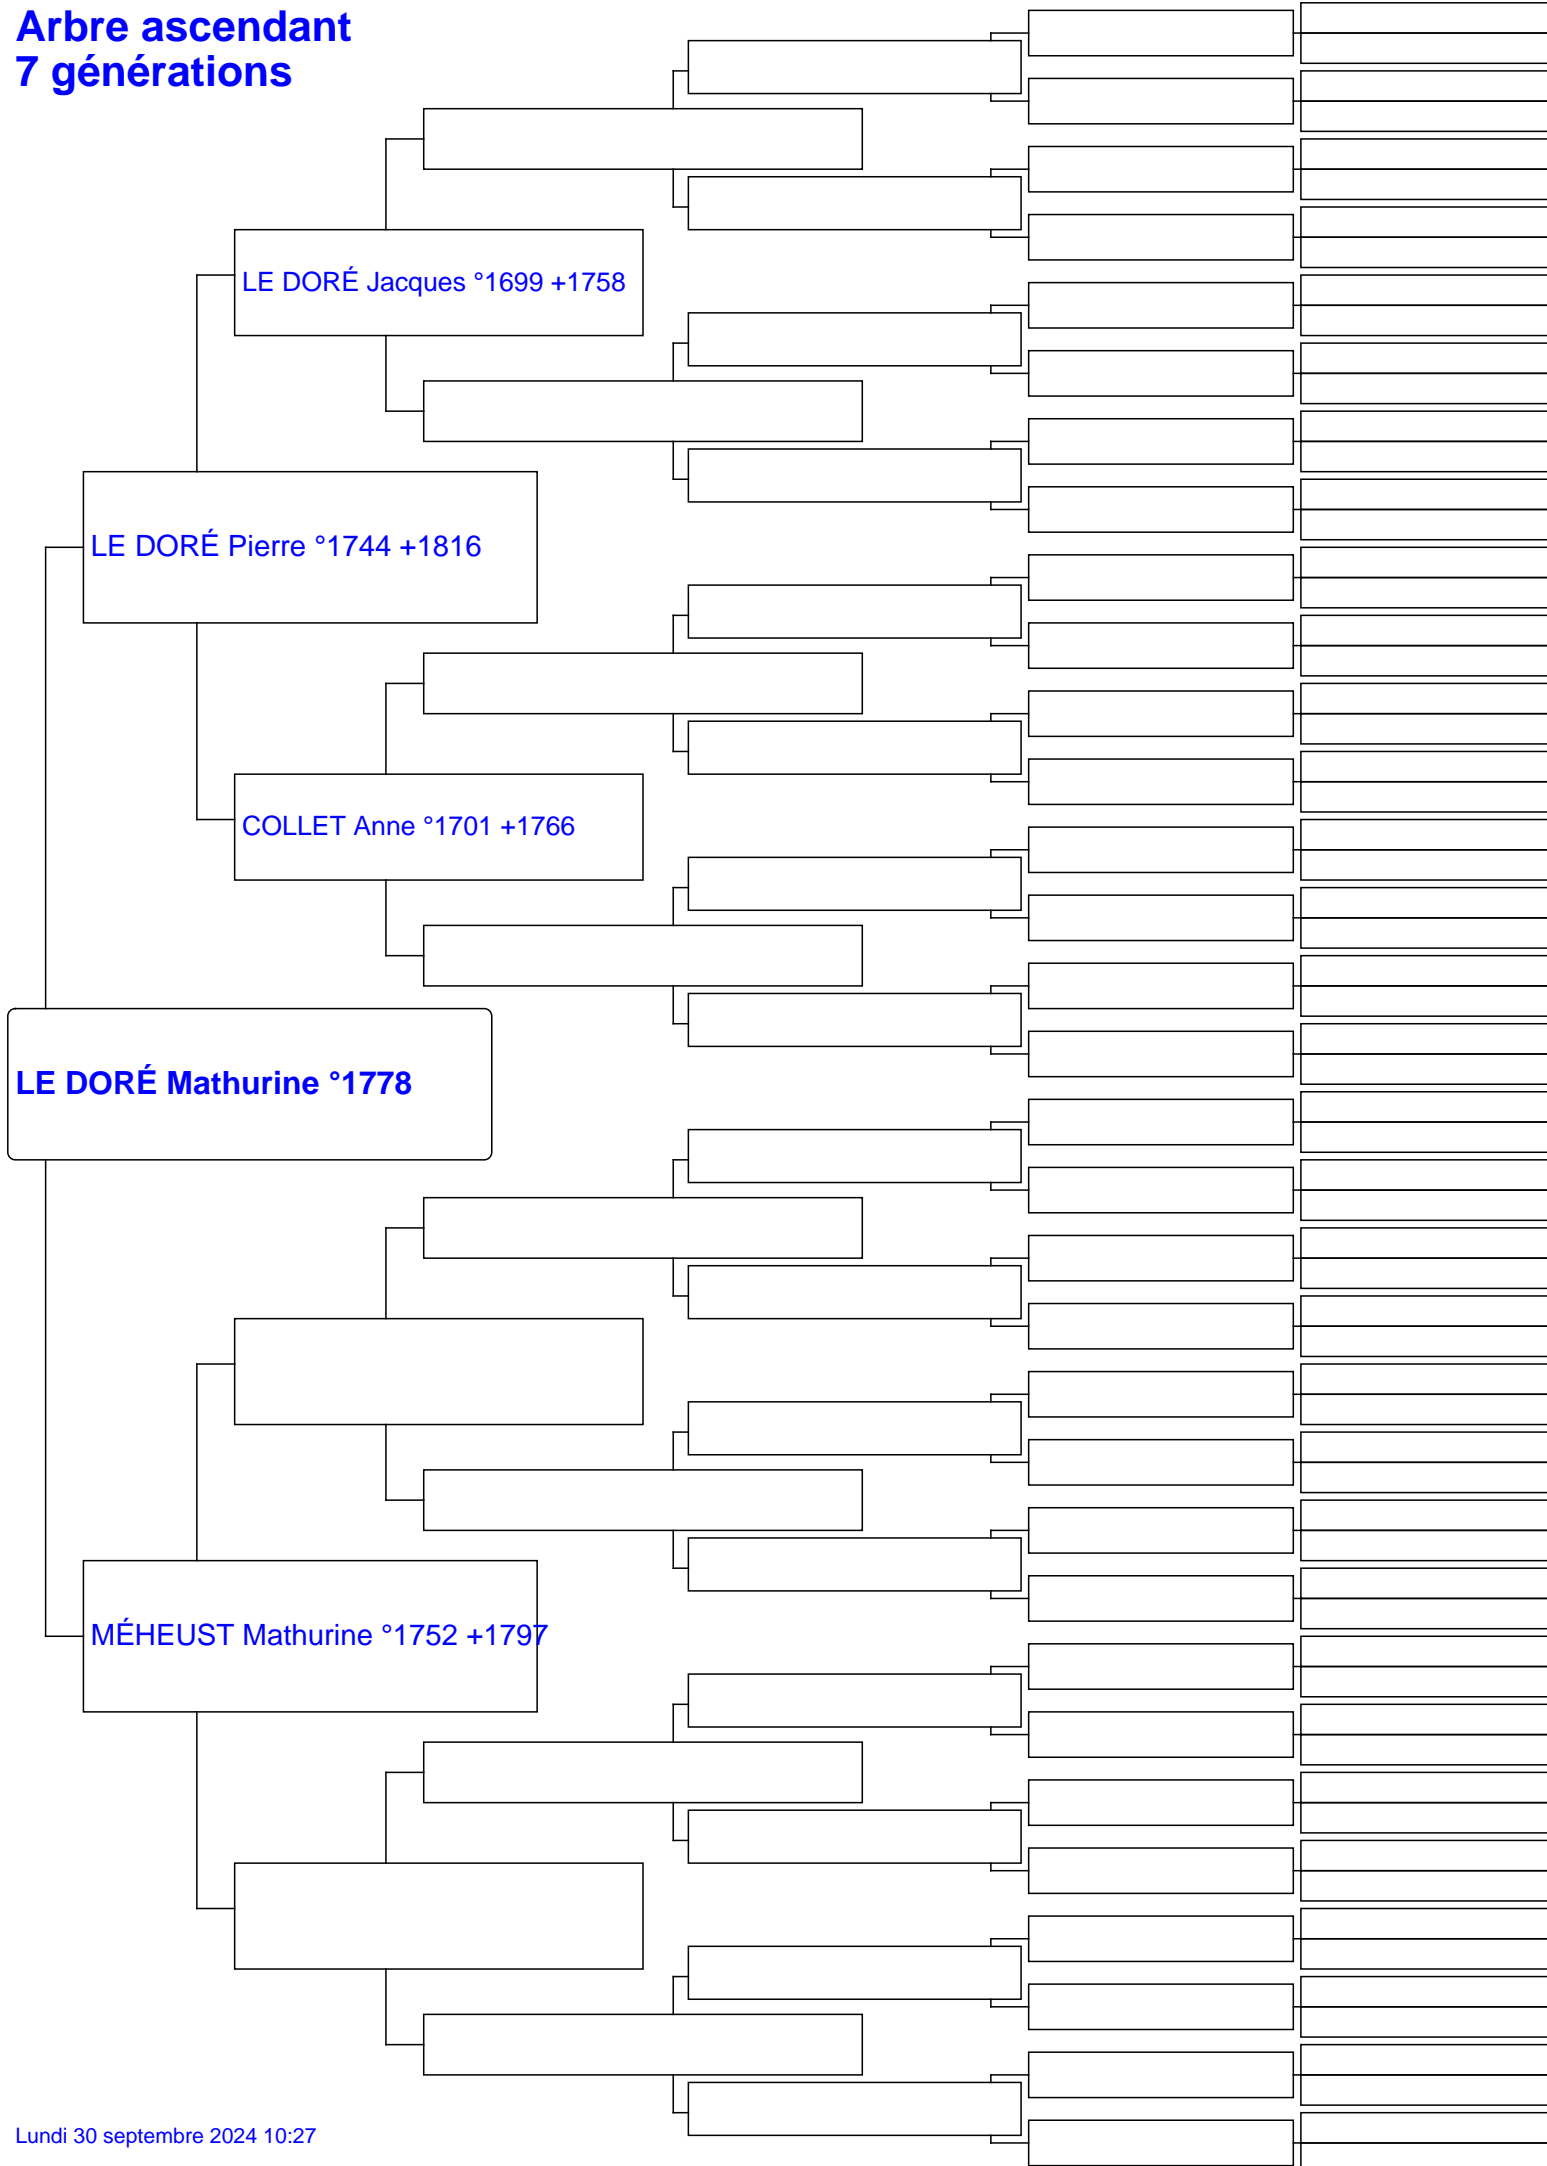 Arbre ascendant
7 générations
LE DORÉ Jacques °1699 +1758
LE DORÉ Pierre °1744 +1816
COLLET Anne °1701 +1766
LE DORÉ Mathurine °1778
MÉHEUST Mathurine °1752 +1797
Lundi 30 septembre 2024 10:27